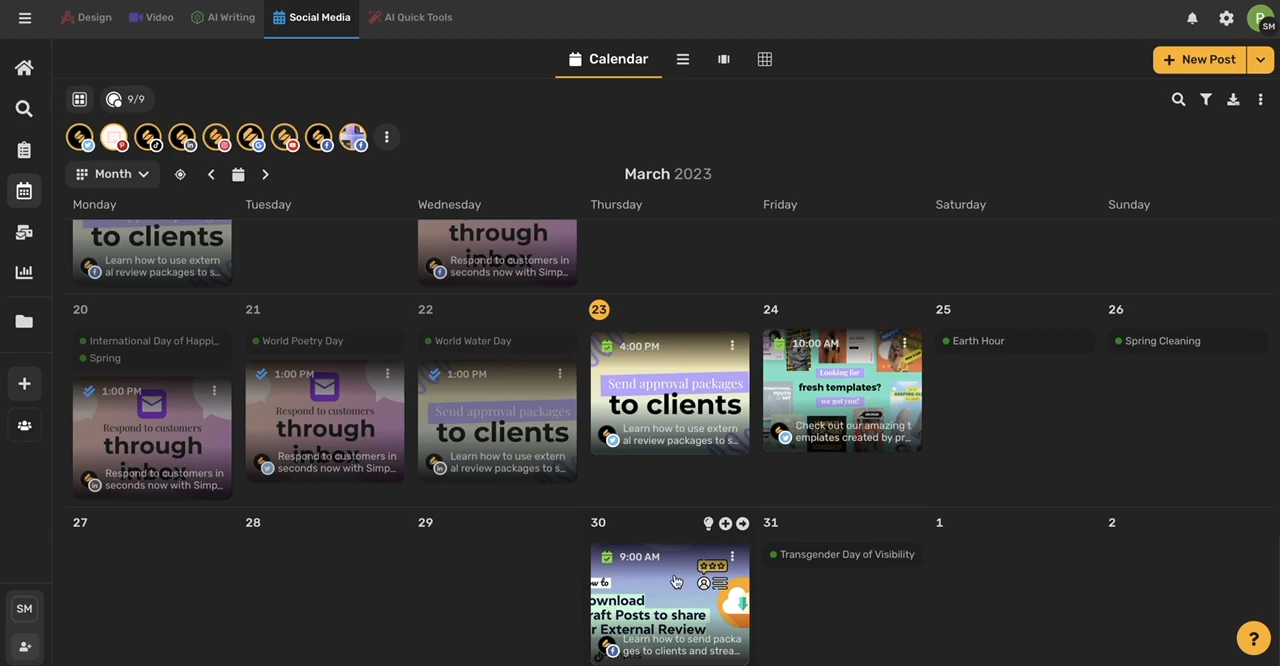 Design Video AI Writing Social Media AI Quick Tools
SM
Calendar
New Post
9/9
Month
March 2023
Monday Tuesday Wednesday Thursday Friday Saturday Sunday
to clients
Learn how to use extern
al review packages to s...
through
inbox
Respond to customers in
seconds now with Simp...
20 21 22 23 24 25 26
International Day of Happi...
Spring
1:00 PM
Respond to customers
through
inbox
Respond to customers in
seconds now with Simp...
World Poetry Day
1:00 PM
Respond to customers
through
inbox
Respond to customers in
seconds now with Simp...
World Water Day
1:00 PM
Send approval packages
to clients
Learn how to use extern
al review packages to s...
4:00 PM
Send approval packages
to clients
Learn how to use extern
al review packages to s...
10:00 AM
Looking for
fresh templates?
we got you!
Check out our amazing t
emplates created by pr...
Earth Hour
Spring Cleaning
27 28 29 30 31 1 2
9:00 AM
ow to
ownload
raft Posts to share
r External Review
Learn how to send packa
ges to clients and strea...
Transgender Day of Visibility
SM
?